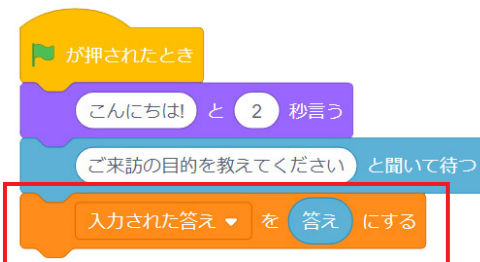 が押されたとき
こんにちは! と 2 秒言う
ご来訪の目的を教えてください と聞いて待つ
入力された答え を 答え にする